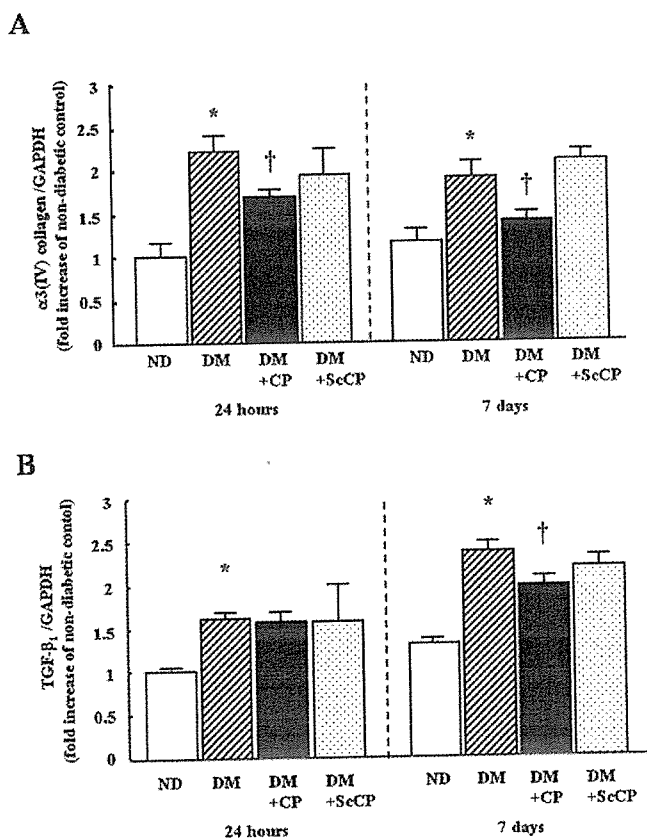 A
α3(IV) collagen/GAPDH
(fold increase of non-diabetic control)
3
2.5
2
1.5
1
0.5
0
*
†
*
†
ND DM DM DM ND DM DM DM
+CP +ScCP +CP +ScCP
24 hours 7 days
B
TGF-β1 /GAPDH
(fold increase of non-diabetic contol)
3
2.5
2
1.5
1
0.5
0
*
*
†
ND DM DM DM ND DM DM DM
+CP +ScCP +CP +ScCP
24 hours 7 days